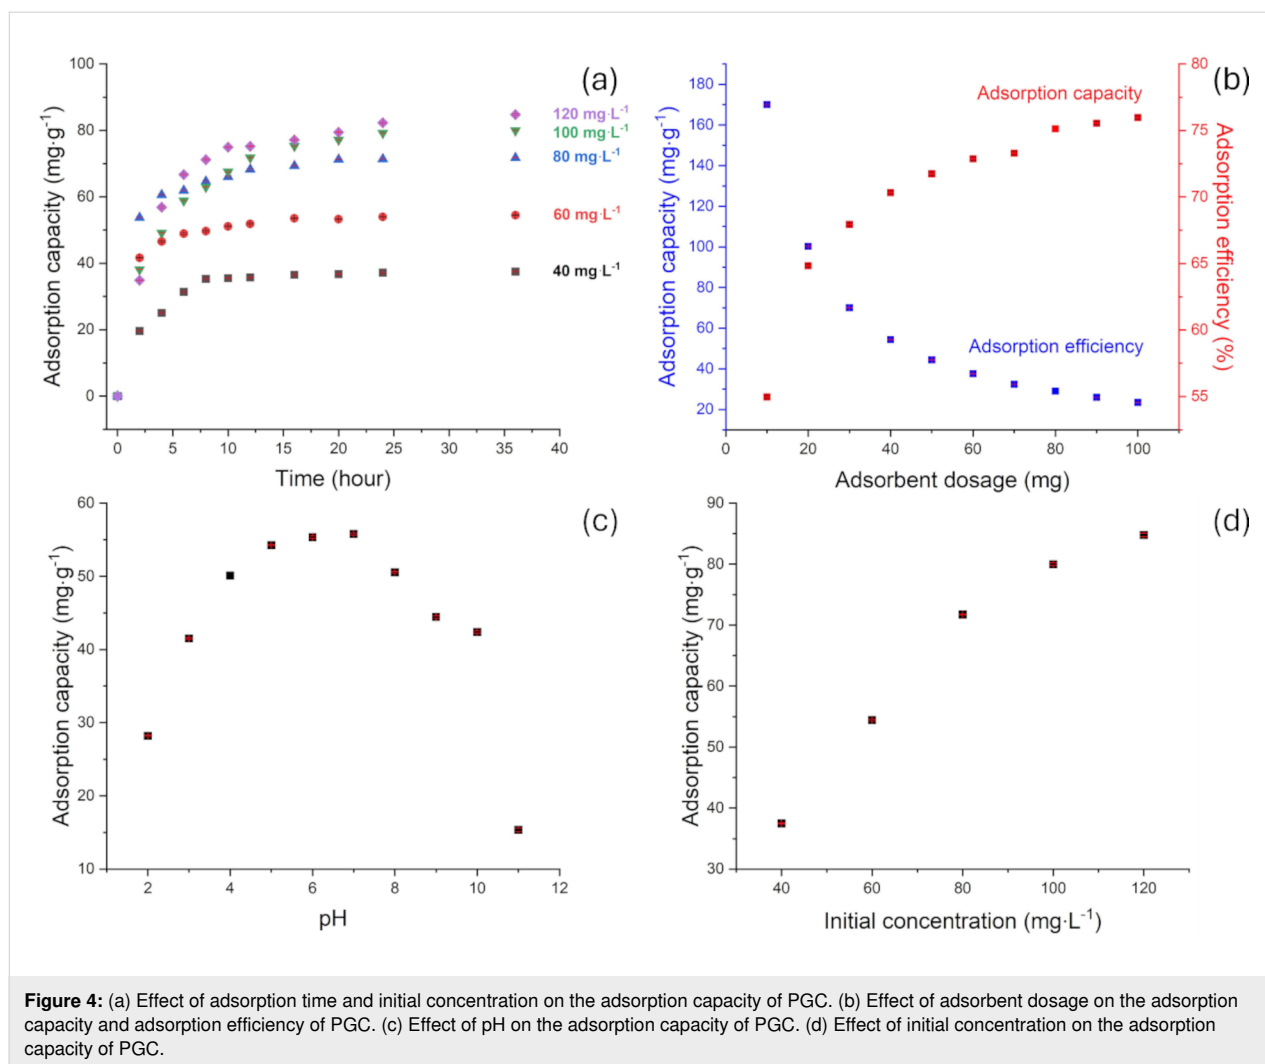 (a)
Adsorption capacity (mg·g-1)
100
80
60
40
20
0
120 mg·L-1
100 mg·L-1
80 mg·L-1
60 mg·L-1
40 mg·L-1
0 5 10 15 20 25 30 35 40
Time (hour)
(b)
Adsorption capacity (mg·g-1)
180
160
140
120
100
80
60
40
20
Adsorption capacity
Adsorption efficiency
80
75
70
65
60
55
Adsorption efficiency (%)
0 20 40 60 80 100
Adsorbent dosage (mg)
(c)
Adsorption capacity (mg·g-1)
60
50
40
30
20
10
2 4 6 8 10 12
pH
(d)
Adsorption capacity (mg·g-1)
90
80
70
60
50
40
30
40 60 80 100 120
Initial concentration (mg·L-1)
Figure 4: (a) Effect of adsorption time and initial concentration on the adsorption capacity of PGC. (b) Effect of adsorbent dosage on the adsorption
capacity and adsorption efficiency of PGC. (c) Effect of pH on the adsorption capacity of PGC. (d) Effect of initial concentration on the adsorption
capacity of PGC.